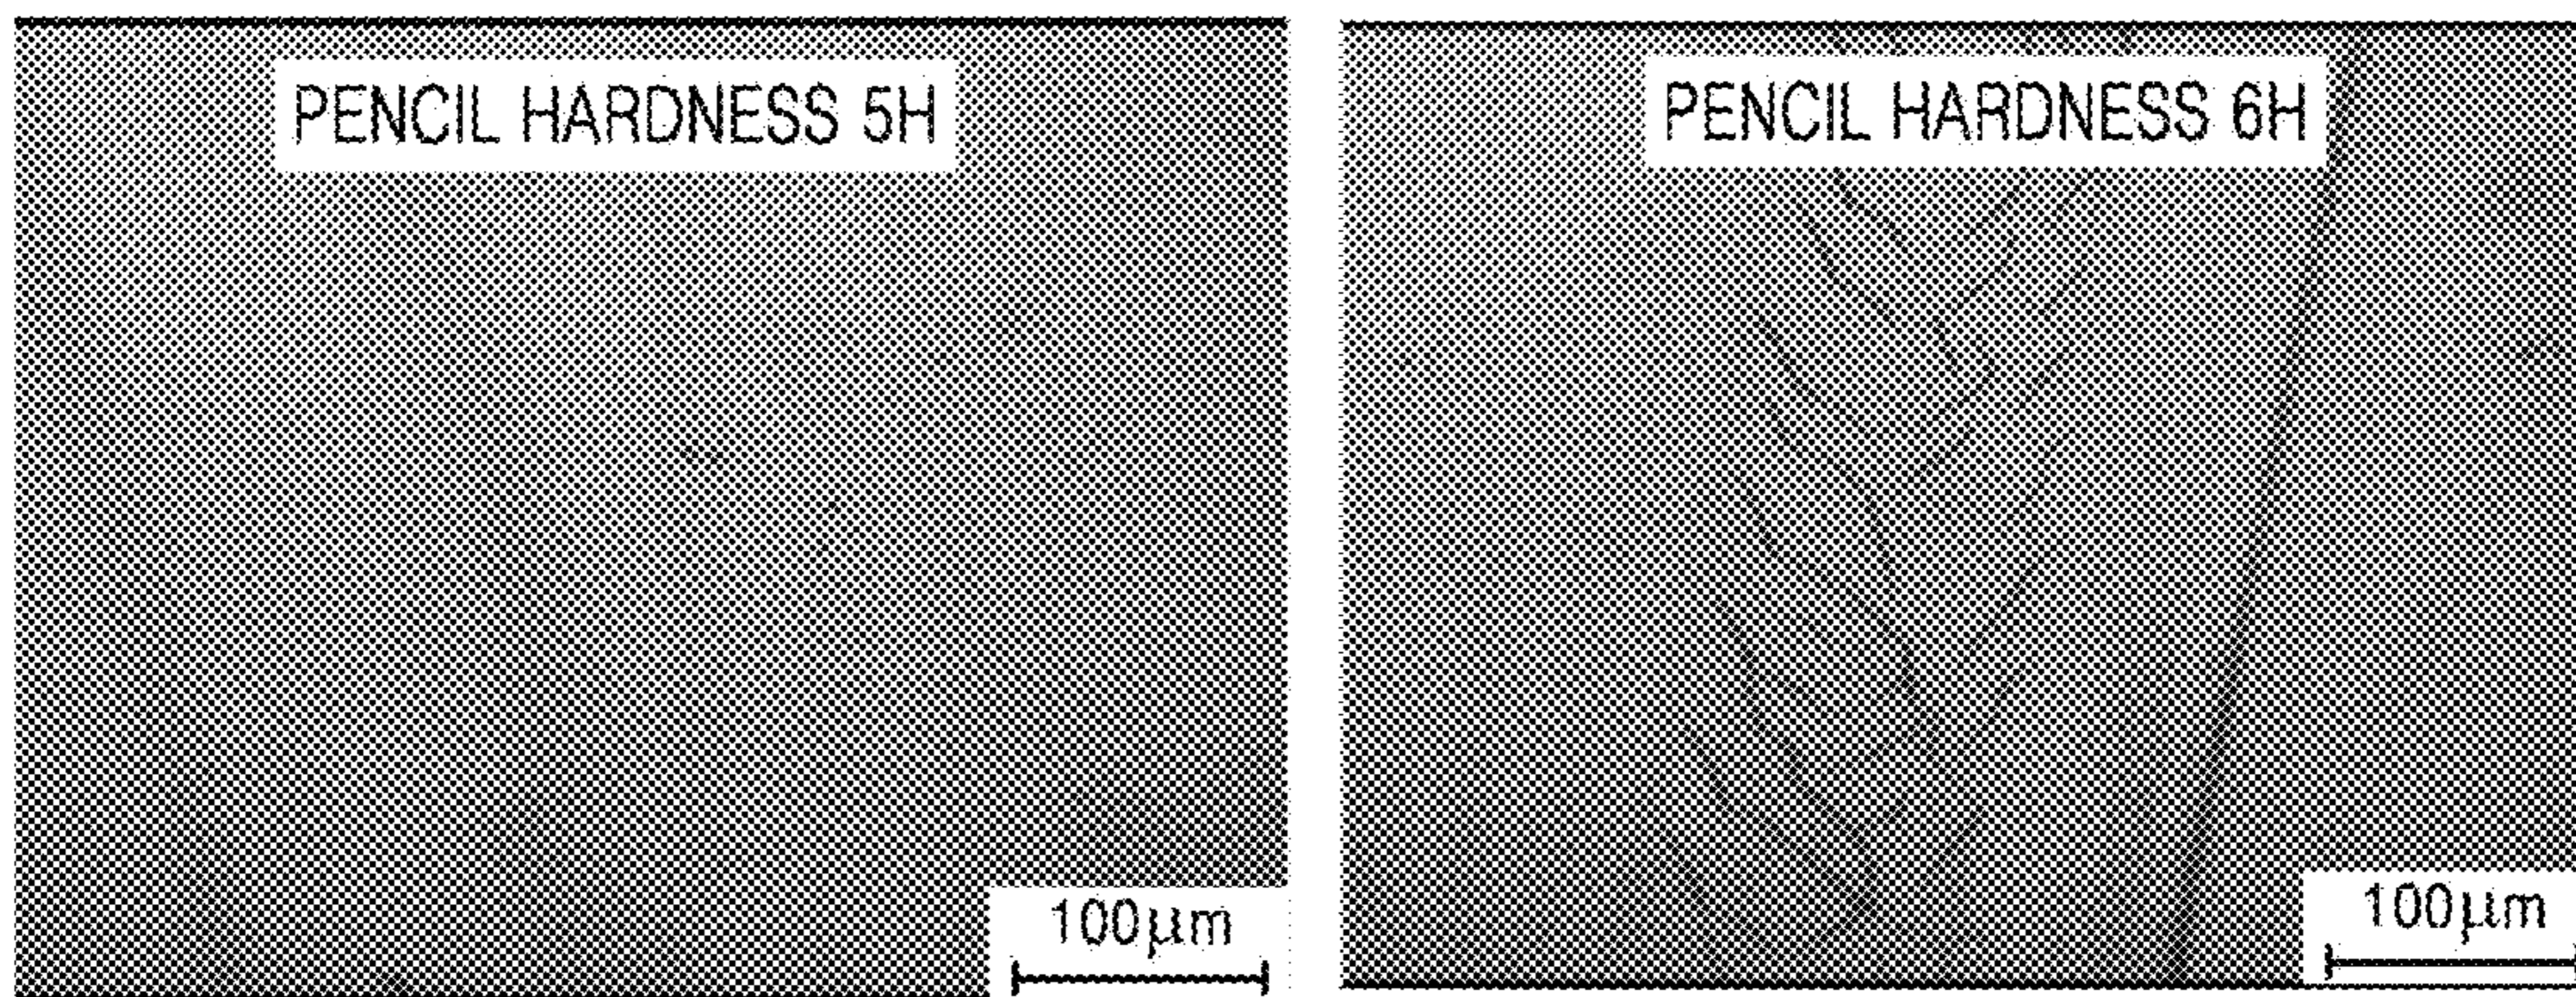 PENCIL HARDNESS 5H
100μm
PENCIL HARDNESS 6H
100μm